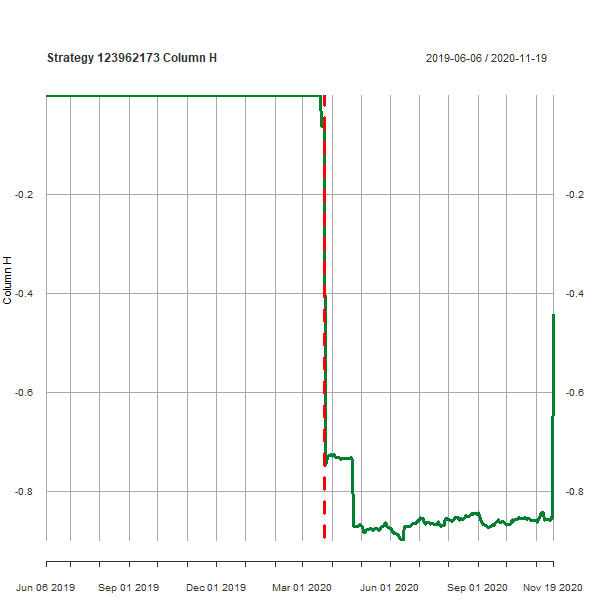 Strategy 123962173 Column H
2019-06-06 / 2020-11-19
-0.2
-0.2
Column H
-0.4
-0.4
-0.6
-0.6
-0.8
-0.8
Jun 06 2019
Sep 01 2019
Dec 01 2019
Mar 01 2020
Jun 01 2020
Sep 01 2020
Nov 19 2020